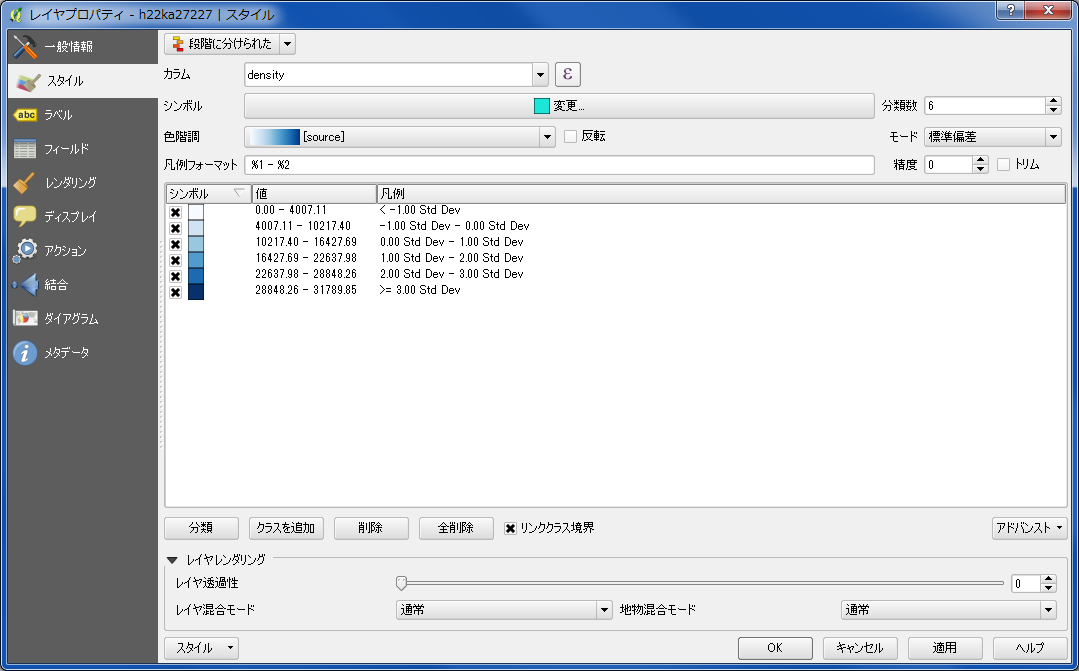 レイヤプロパティ - h22ka27227 | スタイル
一般情報
スタイル
abc ラベル
フィールド
レンダリング
ディスプレイ
アクション
結合
ダイアグラム
メタデータ
段階に分けられた
カラム density ε
シンボル 変更... 分類数 6
色階調 [source] 反転 モード 標準偏差
凡例フォーマット %1 - %2 精度 0 トリム
シンボル 値 凡例
0.00 - 4007.11 < -1.00 Std Dev
4007.11 - 10217.40 -1.00 Std Dev - 0.00 Std Dev
10217.40 - 16427.69 0.00 Std Dev - 1.00 Std Dev
16427.69 - 22637.98 1.00 Std Dev - 2.00 Std Dev
22637.98 - 28848.26 2.00 Std Dev - 3.00 Std Dev
28848.26 - 31789.85 >= 3.00 Std Dev
分類 クラスを追加 削除 全削除 リンククラス境界 アドバンスト
レイヤレンダリング
レイヤ透過性 0
レイヤ混合モード 通常 地物混合モード 通常
スタイル OK キャンセル 適用 ヘルプ